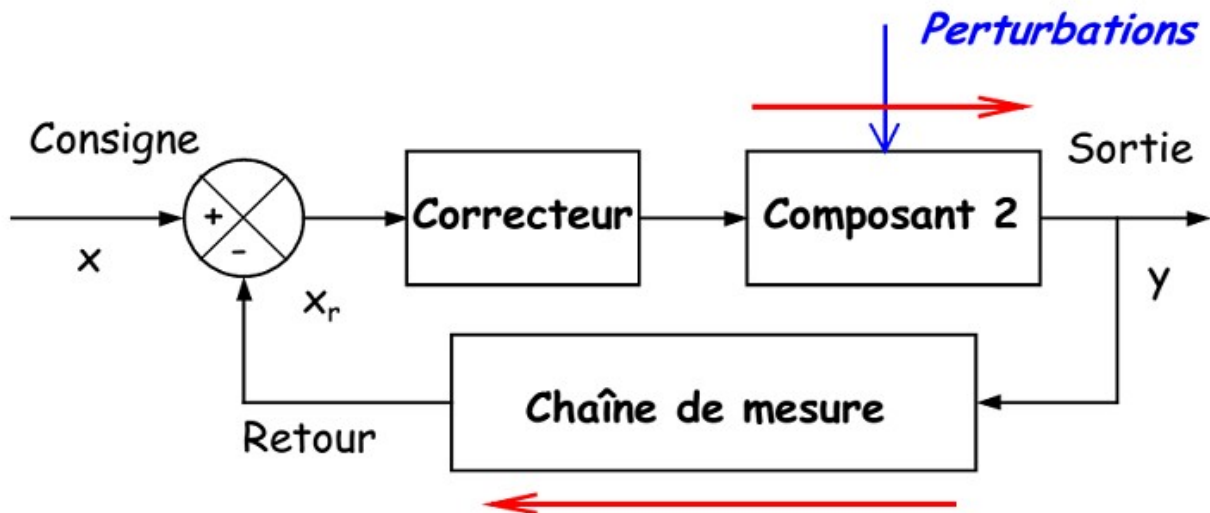 Perturbations
Consigne
Sortie
+
-
Correcteur
Composant 2
x
xr
y
Chaîne de mesure
Retour